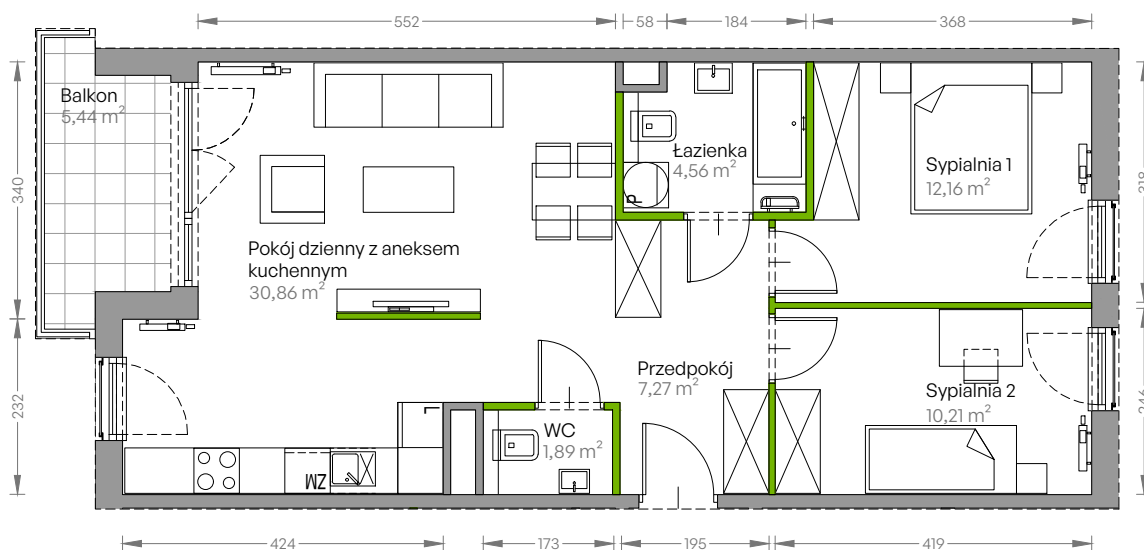 552
58
184
368
Balkon
5,44 m²
340
Łazienka
4,56 m²
P
Sypialnia 1
12,16 m²
318
Pokój dzienny z aneksem
kuchennym
30,86 m²
232
Przedpokój
7,27 m²
Sypialnia 2
10,21 m²
246
L
WC
1,89 m²
ZM
424
173
195
419